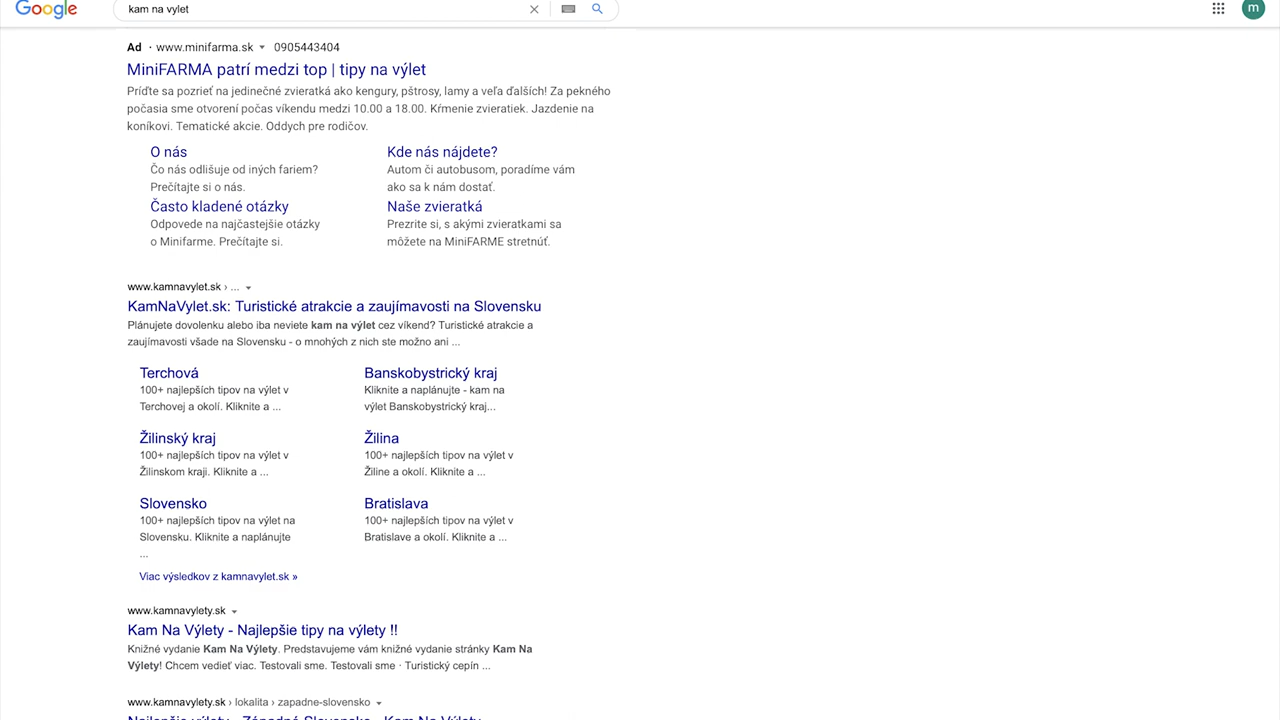 Google
kam na vylet
m
Ad · www.minifarma.sk 0905443404
MiniFARMA patrí medzi top | tipy na výlet
Príďte sa pozrieť na jedinečné zvieratká ako kengury, pštrosy, lamy a veľa ďalších! Za pekného
počasia sme otvorení počas víkendu medzi 10.00 a 18.00. Kŕmenie zvieratiek. Jazdenie na
koníkovi. Tematické akcie. Oddych pre rodičov.
O nás
Čo nás odlišuje od iných fariem?
Prečítajte si o nás.
Kde nás nájdete?
Autom či autobusom, poradíme vám
ako sa k nám dostať.
Často kladené otázky
Odpovede na najčastejšie otázky
o Minifarme. Prečítajte si.
Naše zvieratká
Prezrite si, s akými zvieratkami sa
môžete na MiniFARME stretnúť.
www.kamnavylet.sk › ...
KamNaVylet.sk: Turistické atrakcie a zaujímavosti na Slovensku
Plánujete dovolenku alebo iba neviete kam na výlet cez víkend? Turistické atrakcie a
zaujímavosti všade na Slovensku - o mnohých z nich ste možno ani ...
Terchová
100+ najlepších tipov na výlet v
Terchovej a okolí. Kliknite a ...
Banskobystrický kraj
Kliknite a naplánujte - kam na
výlet Banskobystrický kraj...
Žilinský kraj
100+ najlepších tipov na výlet v
Žilinskom kraji. Kliknite a ...
Žilina
100+ najlepších tipov na výlet v
Žiline a okolí. Kliknite a ...
Slovensko
100+ najlepších tipov na výlet na
Slovensku. Kliknite a naplánujte
...
Bratislava
100+ najlepších tipov na výlet v
Bratislave a okolí. Kliknite a ...
Viac výsledkov z kamnavylet.sk »
www.kamnavylety.sk
Kam Na Výlety - Najlepšie tipy na výlety !!
Knižné vydanie Kam Na Výlety. Predstavujeme vám knižné vydanie stránky Kam Na
Výlety! Chcem vedieť viac. Testovali sme. Testovali sme · Turistický cepín ...
www.kamnavylety.sk › lokalita › zapadne-slovensko
Najlepšie výlety - Západné Slovensko - Kam Na Výlety